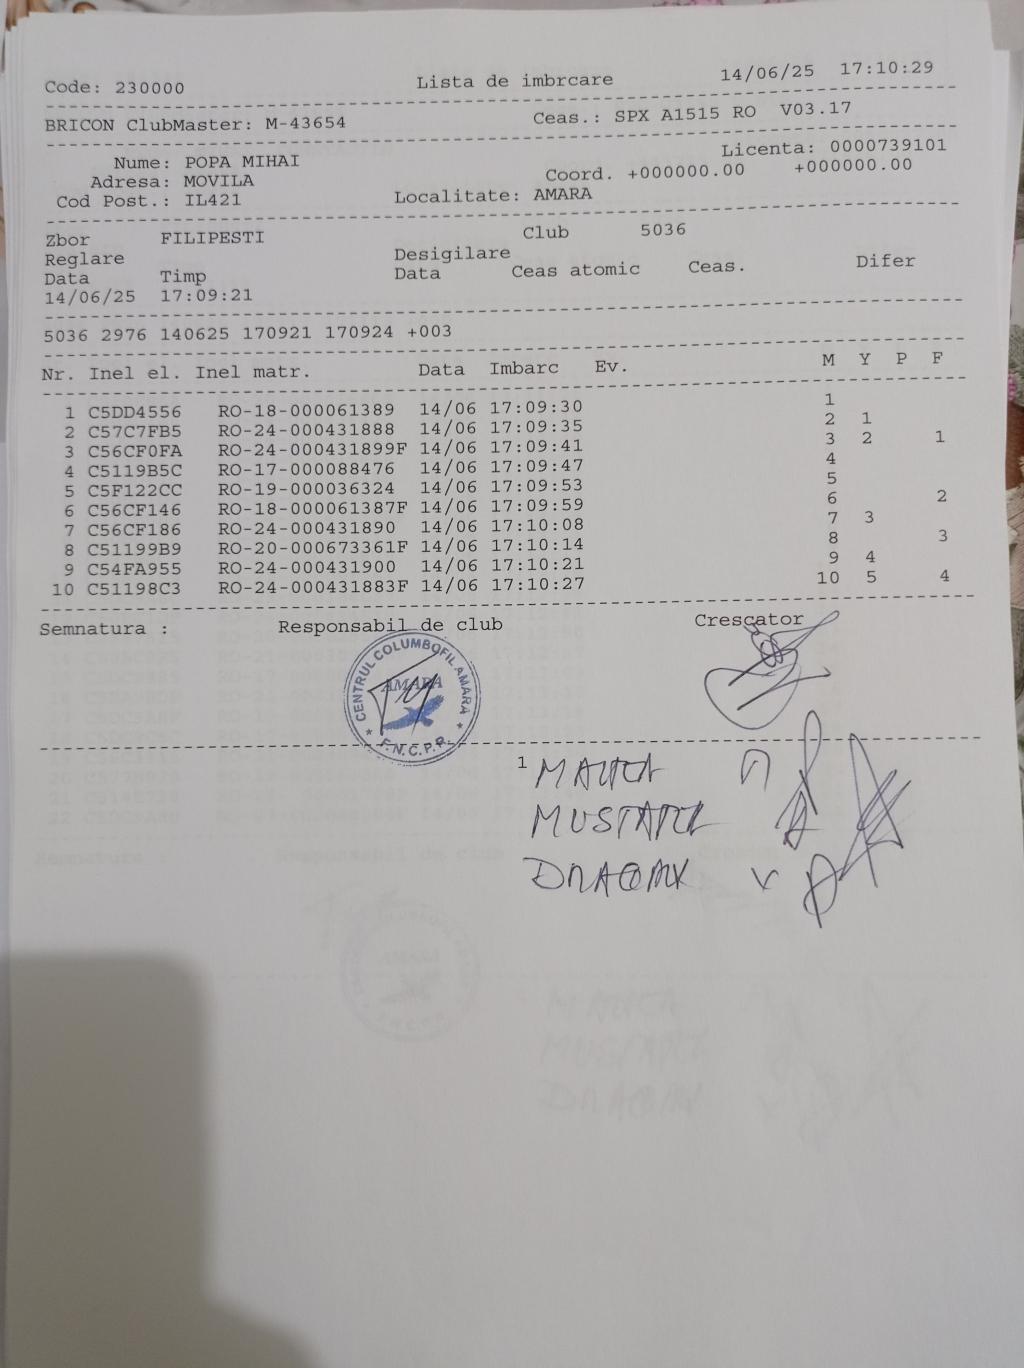 Code: 230000 Lista de imbrcare 14/06/25 17:10:29
BRICON ClubMaster: M-43654 Ceas.: SPX A1515 RO V03.17
Nume: POPA MIHAI Licenta: 0000739101
Adresa: MOVILA Coord. +000000.00 +000000.00
Cod Post.: IL421 Localitate: AMARA
Zbor FILIPESTI Club 5036
Reglare Desigilare
Data Timp Data Ceas atomic Ceas. Difer
14/06/25 17:09:21
5036 2976 140625 170921 170924 +003
Nr. Inel el. Inel matr. Data Imbarc Ev. M Y P F
1 C5DD4556 RO-18-000061389 14/06 17:09:30 1
2 C57C7FB5 RO-24-000431888 14/06 17:09:35 2 1
3 C56CF0FA RO-24-000431899F 14/06 17:09:41 3 2 1
4 C5119B5C RO-17-000088476 14/06 17:09:47 4
5 C5F122CC RO-19-000036324 14/06 17:09:53 5
6 C56CF146 RO-18-000061387F 14/06 17:09:59 6 2
7 C56CF186 RO-24-000431890 14/06 17:10:08 7 3
8 C51199B9 RO-20-000673361F 14/06 17:10:14 8 3
9 C54FA955 RO-24-000431900 14/06 17:10:21 9 4
10 C51198C3 RO-24-000431883F 14/06 17:10:27 10 5 4
Semnatura : Responsabil de club Crescator
CENTRUL COLUMBOFIL AMARA
AMARA
F.N.C.P.R.
1